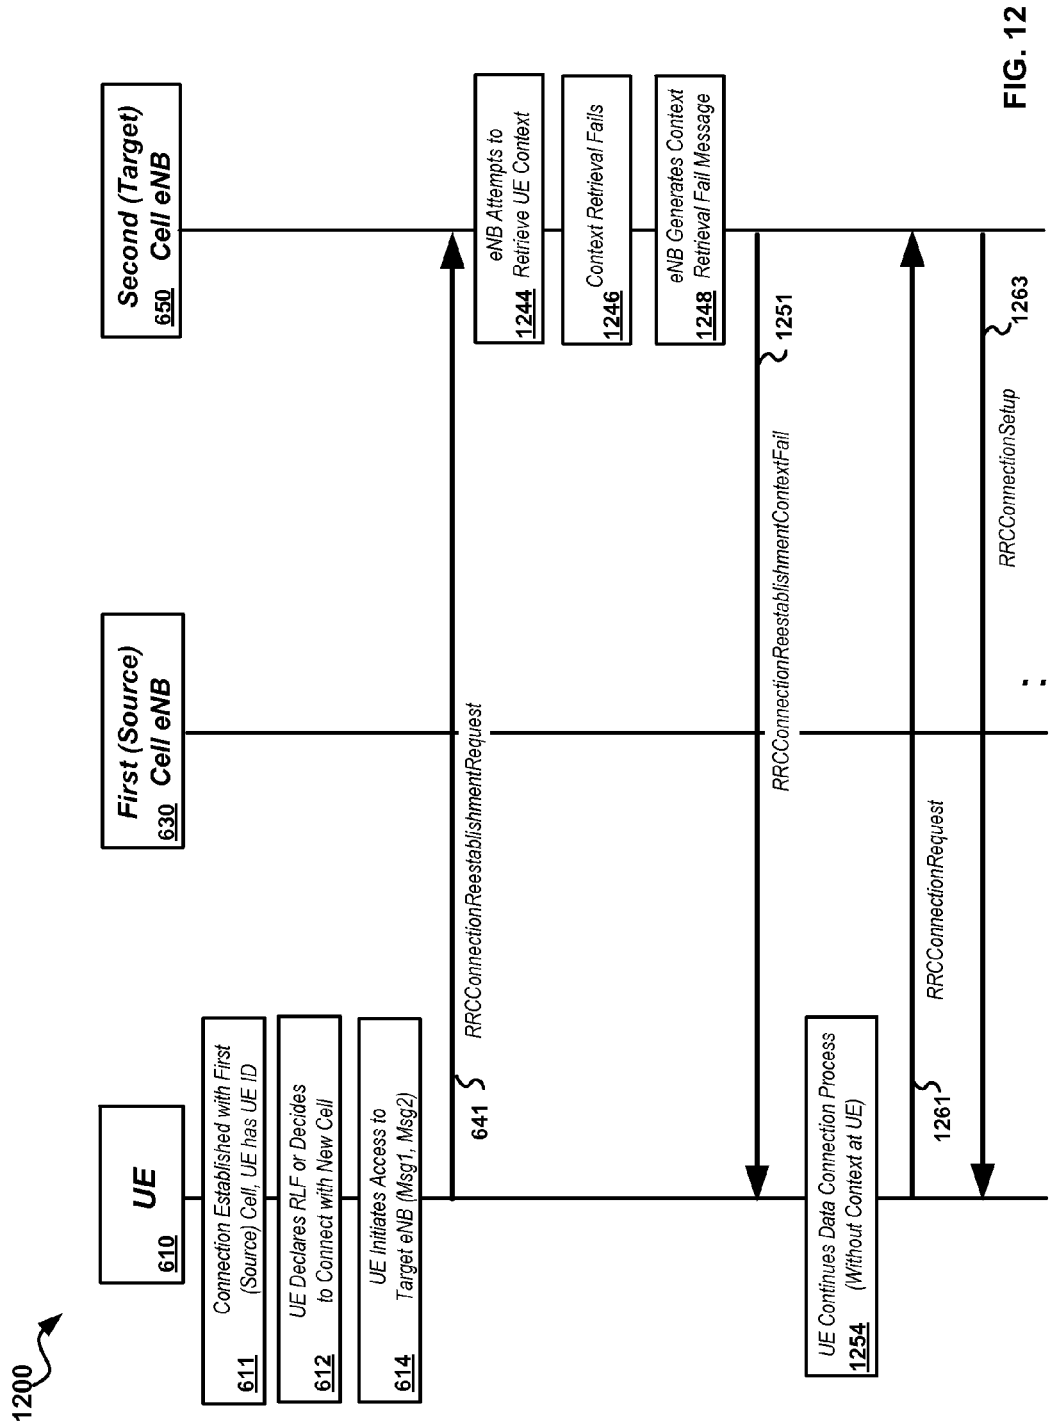 1200
UE
610
First (Source)
630 Cell eNB
Second (Target)
650 Cell eNB
Connection Established with First
611 (Source) Cell, UE has UE ID
UE Declares RLF or Decides
612 to Connect with New Cell
UE Initiates Access to
614 Target eNB (Msg1, Msg2)
641
RRCConnectionReestablishmentRequest
eNB Attempts to
1244 Retrieve UE Context
Context Retrieval Fails
1246
eNB Generates Context
1248 Retrieval Fail Message
1251
RRCConnectionReestablishmentContextFail
UE Continues Data Connection Process
1254 (Without Context at UE)
1261
RRCConnectionRequest
1263
RRCConnectionSetup
FIG. 12